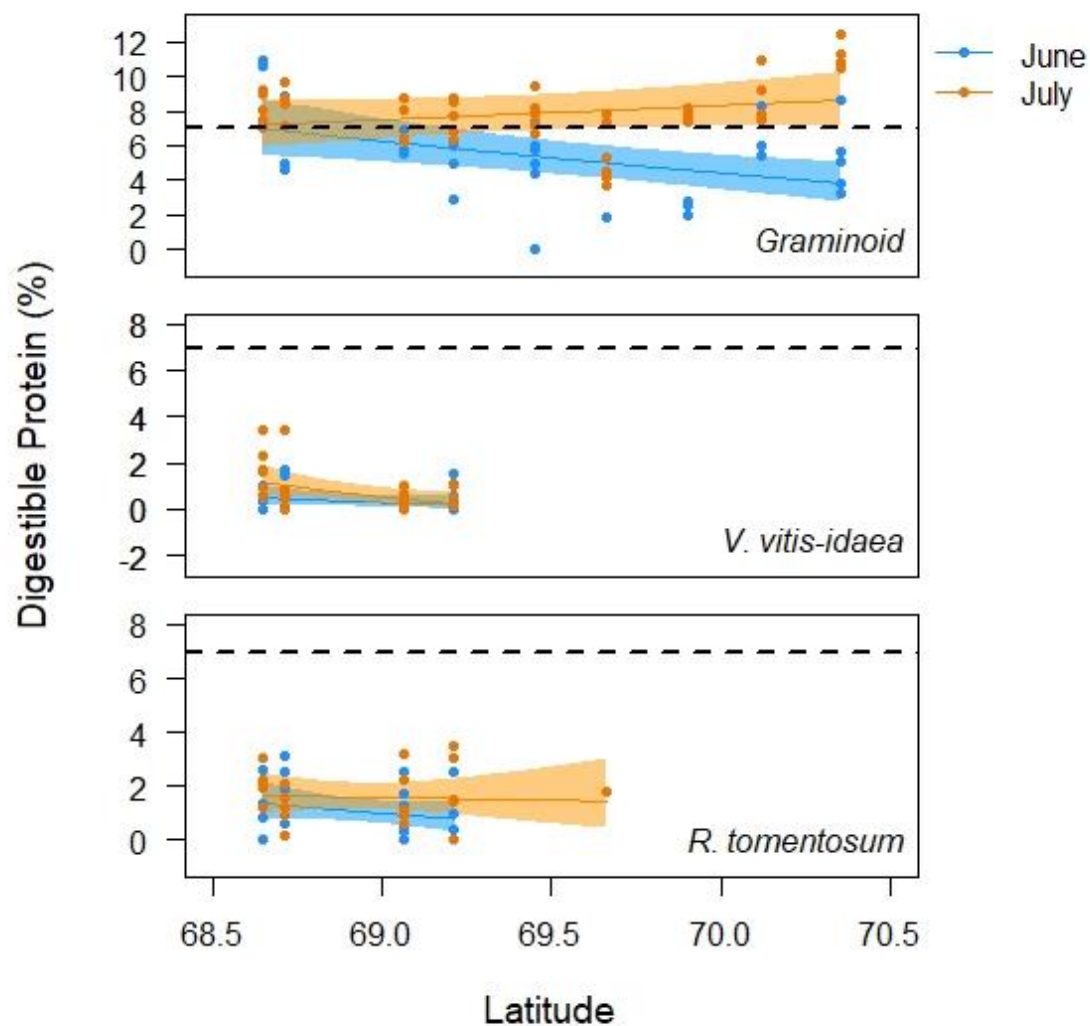 12
10
8
6
4
2
0
Graminoid
June
July
8
6
4
2
0
-2
V. vitis-idaea
8
6
4
2
0
R. tomentosum
Digestible Protein (%)
68.5 69.0 69.5 70.0 70.5
Latitude